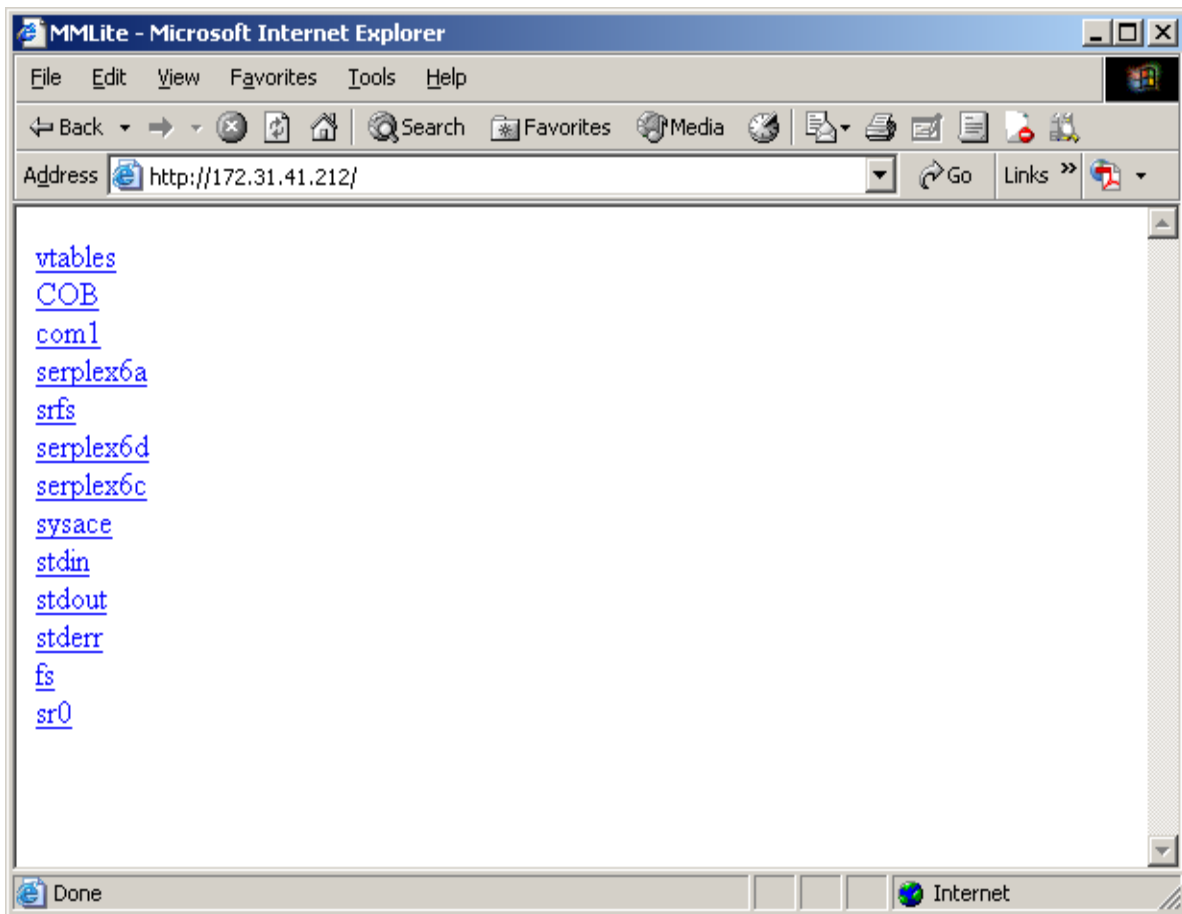 MMLite - Microsoft Internet Explorer
File Edit View Favorites Tools Help
Back Search Favorites Media
Address http://172.31.41.212/ Go Links »
vtables
COB
com1
serplex6a
srfs
serplex6d
serplex6c
sysace
stdin
stdout
stderr
fs
sr0
Done Internet